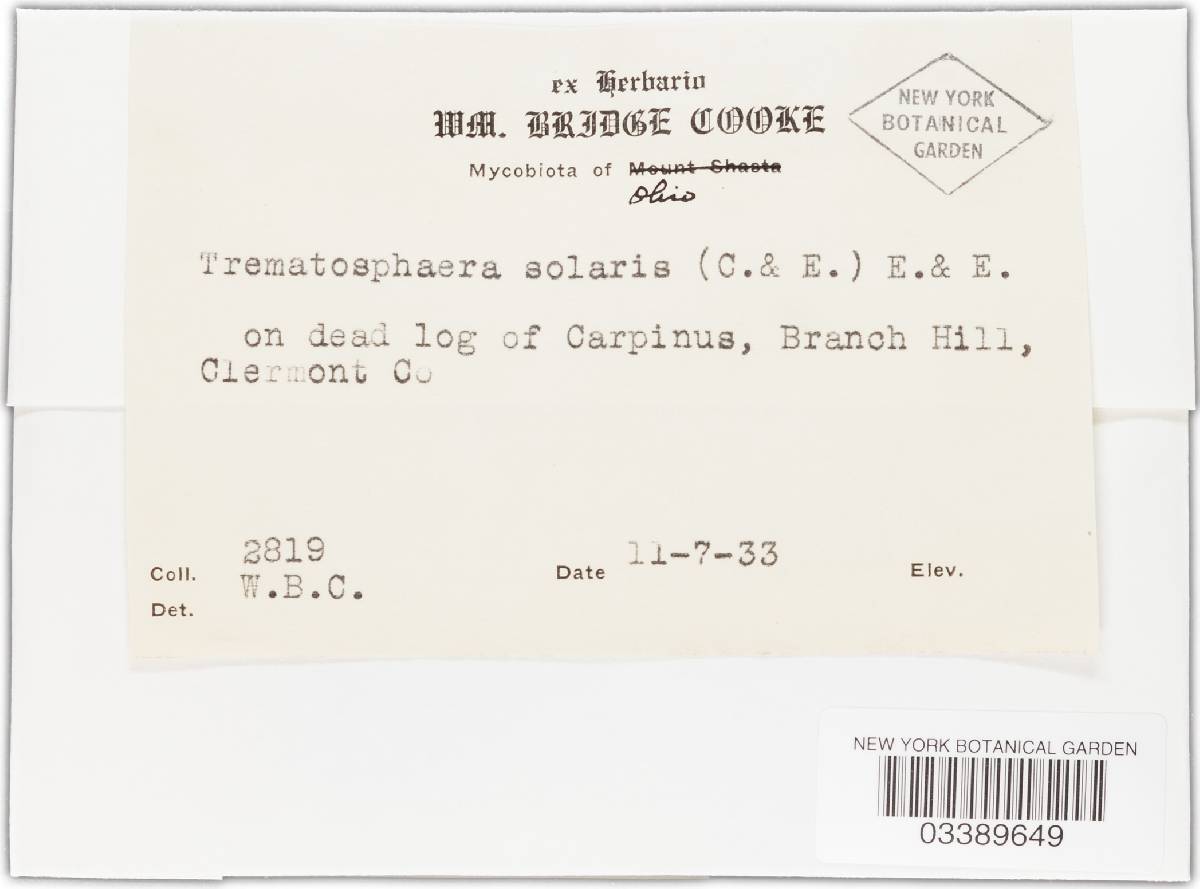 ex Herbario
WM. BRIDGE COOKE
Mycobiota of Mount Shasta
Ohio
NEW YORK
BOTANICAL
GARDEN
Trematosphaera solaris (C.& E.) E.& E.
on dead log of Carpinus, Branch Hill,
Clermont Co
Coll. 2819
Det. W.B.C.
Date 11-7-33
Elev.
NEW YORK BOTANICAL GARDEN
03389649